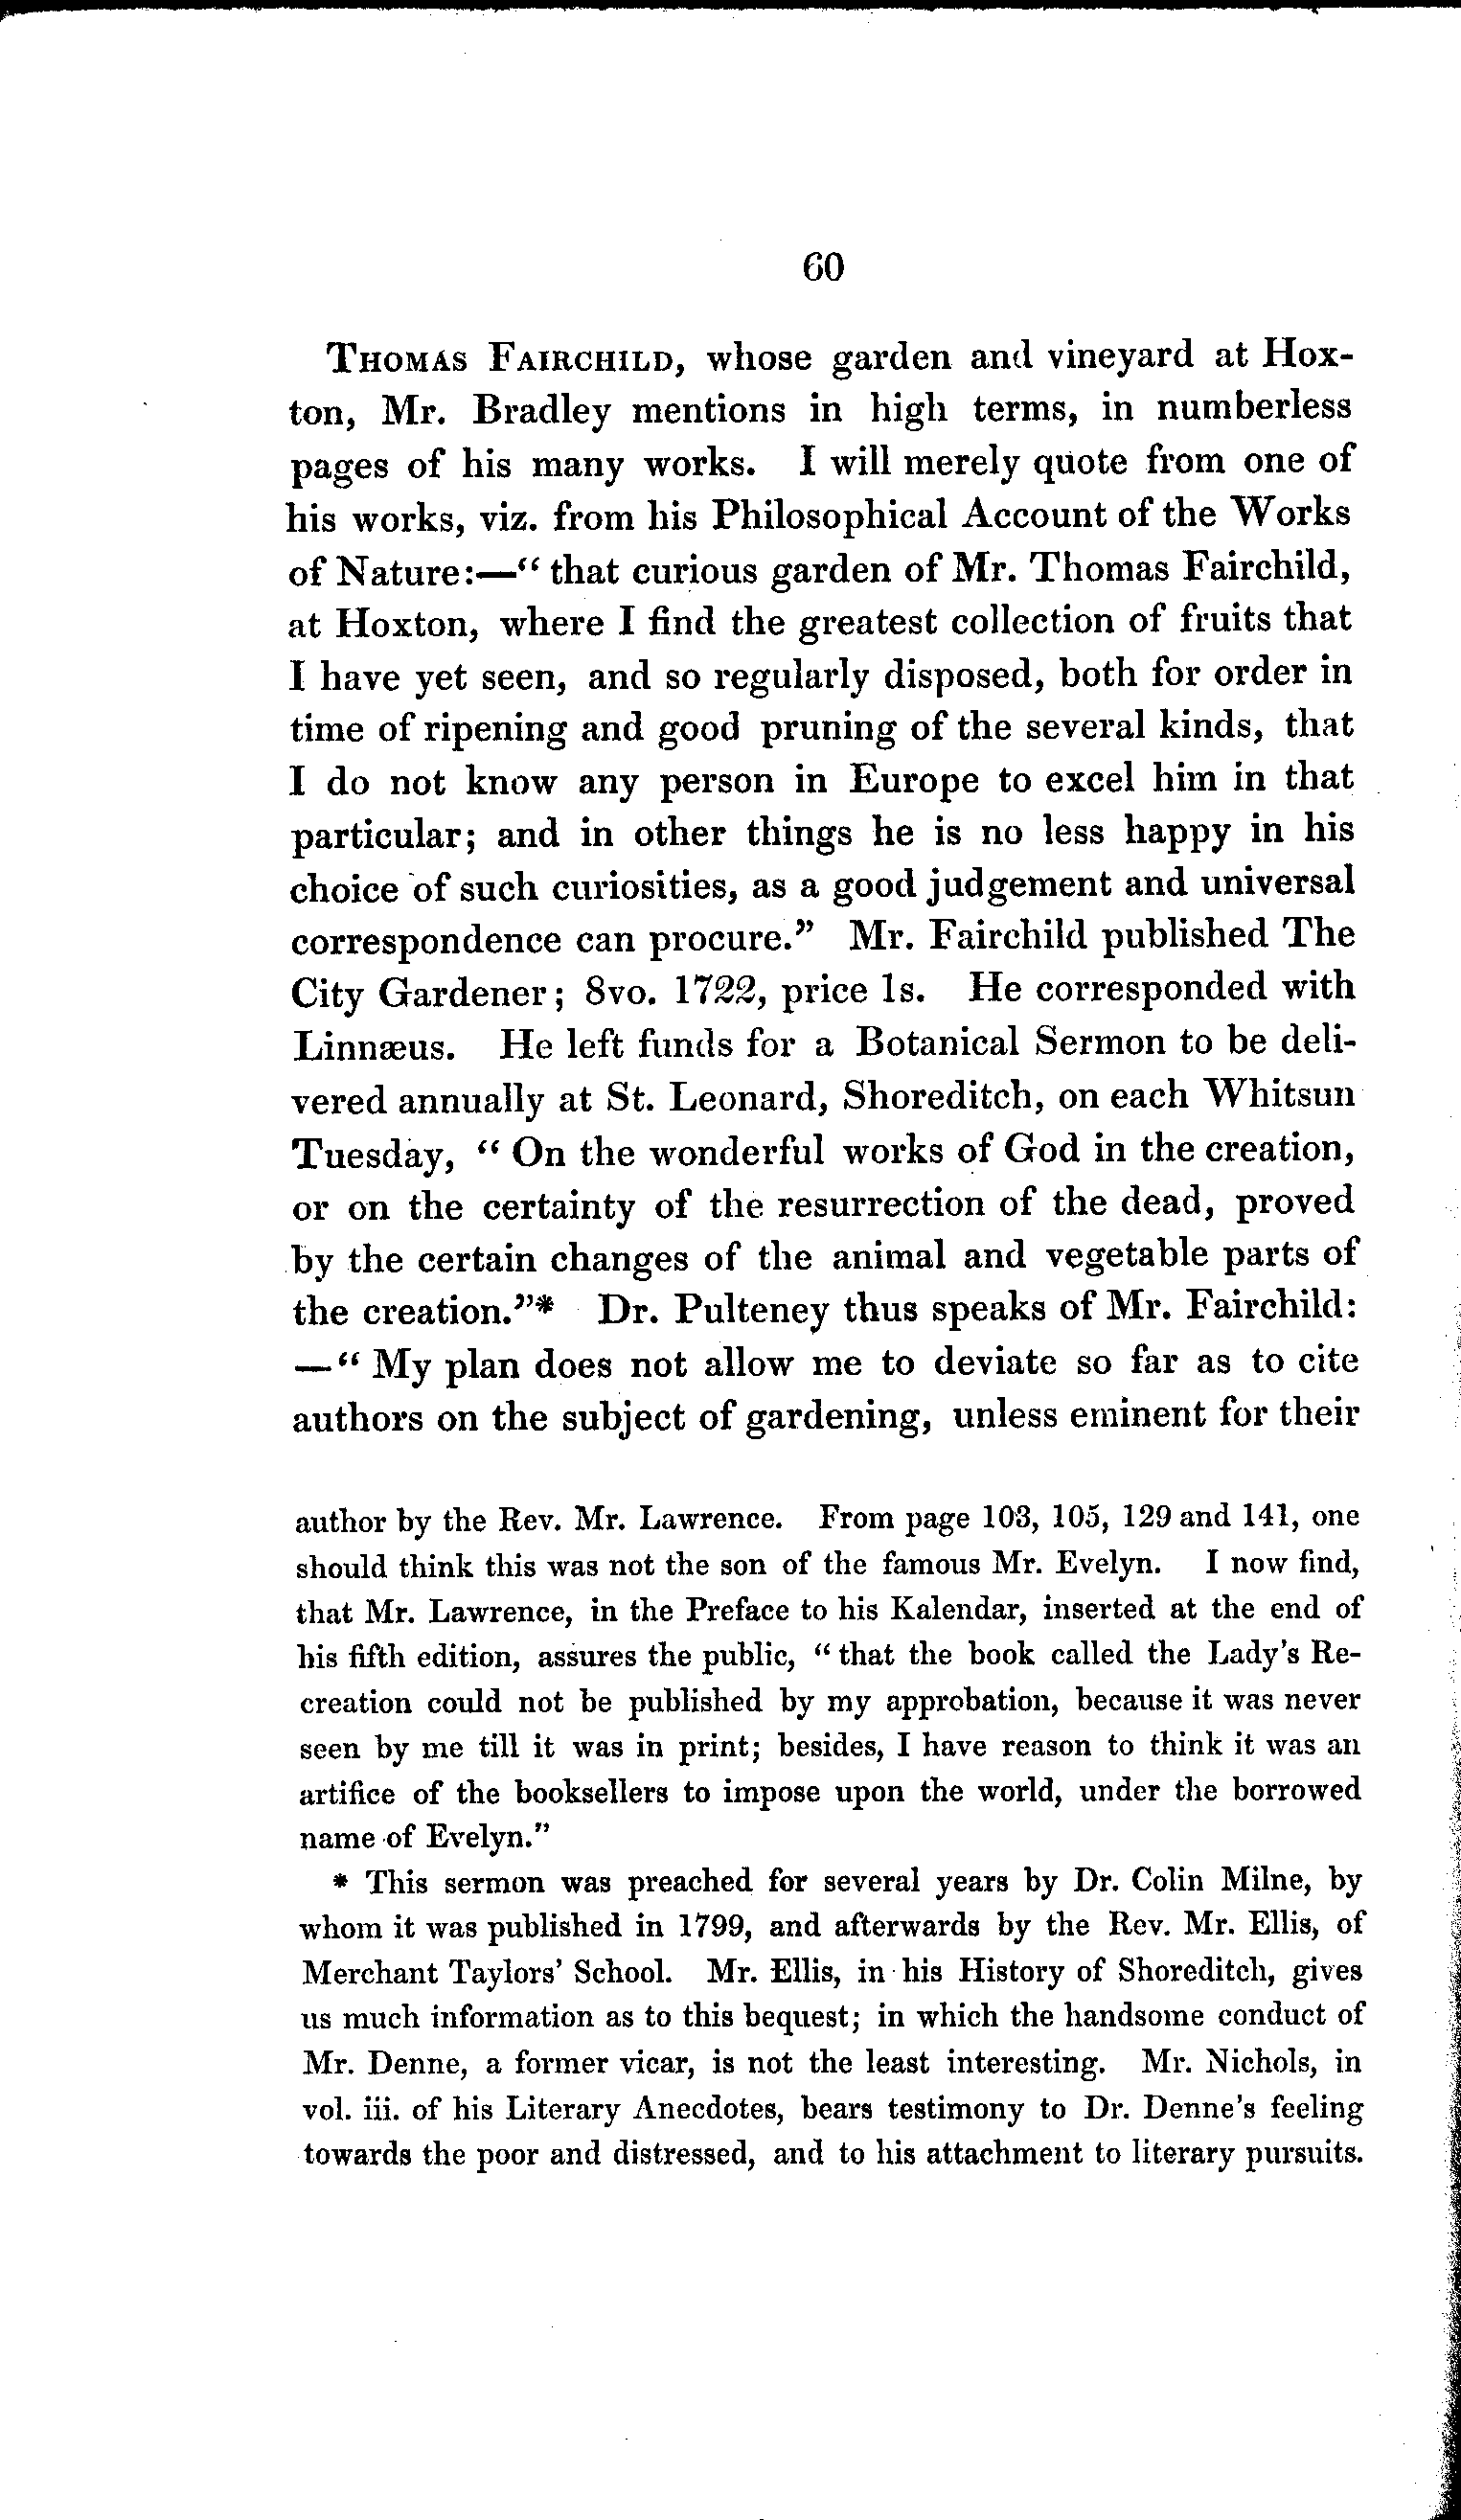 60
THOMAS FAIRCHILD, whose garden and vineyard at Hox-
ton, Mr. Bradley mentions in high terms, in numberless
pages of his many works. I will merely quote from one of
his works, viz. from his Philosophical Account of the Works
of Nature:—“ that curious garden of Mr. Thomas Fairchild,
at Hoxton, where I find the greatest collection of fruits that
I have yet seen, and so regularly disposed, both for order in
time of ripening and good pruning of the several kinds, that
I do not know any person in Europe to excel him in that
particular; and in other things he is no less happy in his
choice of such curiosities, as a good judgement and universal
correspondence can procure.” Mr. Fairchild published The
City Gardener; 8vo. 1722, price 1s. He corresponded with
Linnæus. He left funds for a Botanical Sermon to be deli-
vered annually at St. Leonard, Shoreditch, on each Whitsun
Tuesday, “ On the wonderful works of God in the creation,
or on the certainty of the resurrection of the dead, proved
by the certain changes of the animal and vegetable parts of
the creation.”* Dr. Pulteney thus speaks of Mr. Fairchild:
—“ My plan does not allow me to deviate so far as to cite
authors on the subject of gardening, unless eminent for their
author by the Rev. Mr. Lawrence. From page 103, 105, 129 and 141, one
should think this was not the son of the famous Mr. Evelyn. I now find,
that Mr. Lawrence, in the Preface to his Kalendar, inserted at the end of
his fifth edition, assures the public, “ that the book called the Lady's Re-
creation could not be published by my approbation, because it was never
seen by me till it was in print; besides, I have reason to think it was an
artifice of the booksellers to impose upon the world, under the borrowed
name of Evelyn.”
* This sermon was preached for several years by Dr. Colin Milne, by
whom it was published in 1799, and afterwards by the Rev. Mr. Ellis, of
Merchant Taylors' School. Mr. Ellis, in his History of Shoreditch, gives
us much information as to this bequest; in which the handsome conduct of
Mr. Denne, a former vicar, is not the least interesting. Mr. Nichols, in
vol. iii. of his Literary Anecdotes, bears testimony to Dr. Denne's feeling
towards the poor and distressed, and to his attachment to literary pursuits.